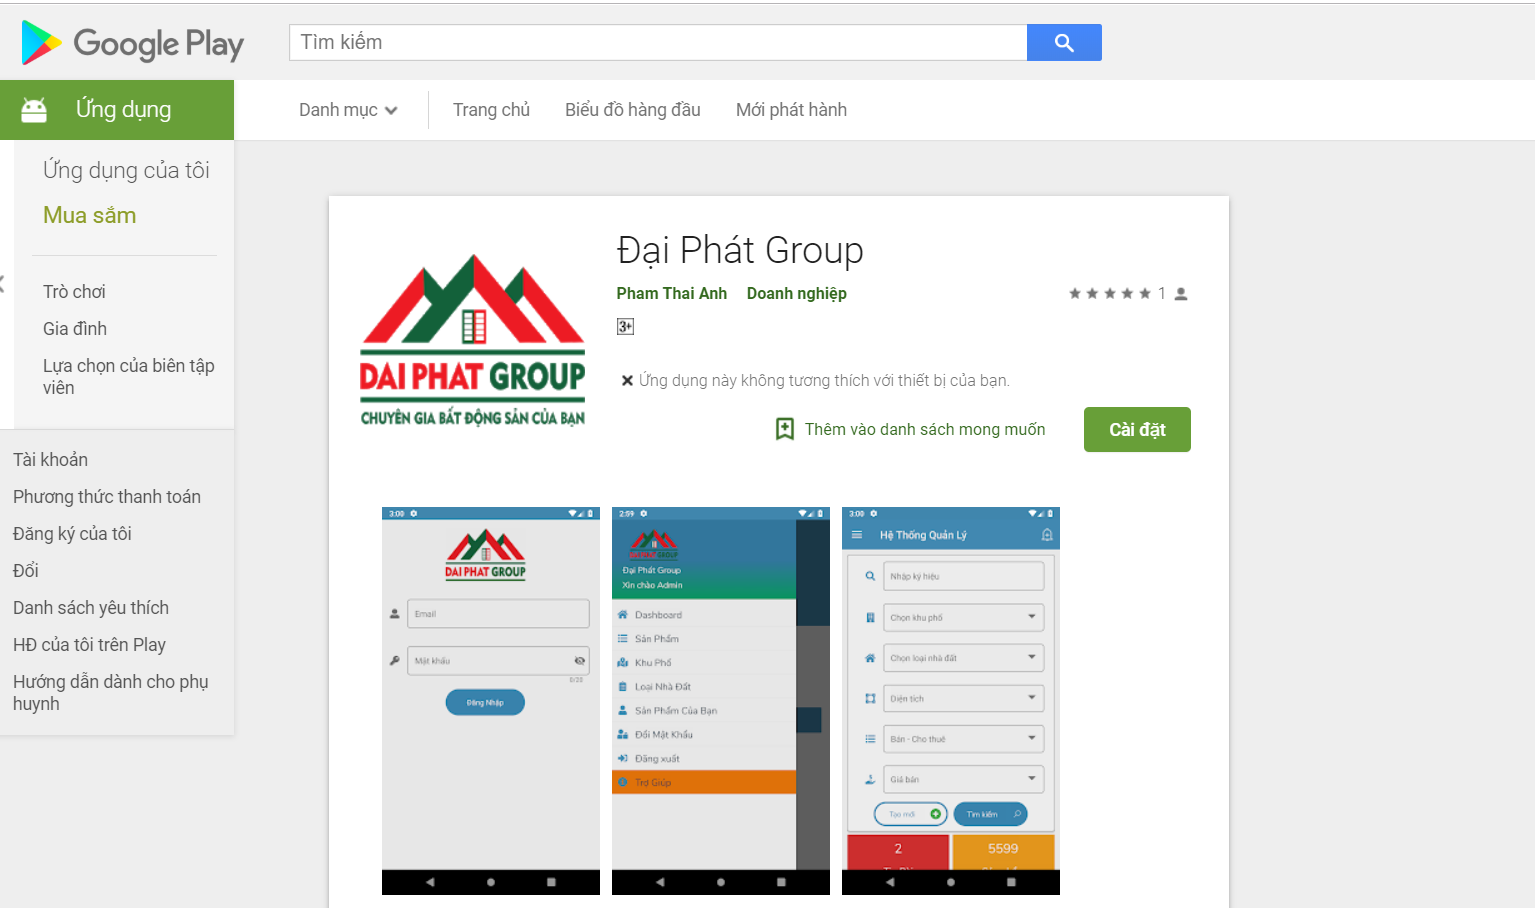 Google Play
Tìm kiếm
Ứng dụng
Danh mục
Trang chủ
Biểu đồ hàng đầu
Mới phát hành
Ứng dụng của tôi
Mua sắm
Trò chơi
Gia đình
Lựa chọn của biên tập
viên
Tài khoản
Phương thức thanh toán
Đăng ký của tôi
Đổi
Danh sách yêu thích
HĐ của tôi trên Play
Hướng dẫn dành cho phụ
huynh
DAI PHAT GROUP
CHUYÊN GIA BẤT ĐỘNG SẢN CỦA BẠN
Đại Phát Group
Pham Thai Anh Doanh nghiệp
1
3+
Ứng dụng này không tương thích với thiết bị của bạn.
Thêm vào danh sách mong muốn
Cài đặt
3:00
DAI PHAT GROUP
Email
Mật khẩu
0/20
Đăng Nhập
2:59
DAI PHAT GROUP
Đại Phát Group
Xin chào Admin
Dashboard
Sản Phẩm
Khu Phố
Loại Nhà Đất
Sản Phẩm Của Bạn
Đổi Mật Khẩu
Đăng xuất
Trợ Giúp
3:00
Hệ Thống Quản Lý
Nhập ký hiệu
Chọn khu phố
Chọn loại nhà đất
Diện tích
Bán - Cho thuê
Giá bán
Tạo mới
Tìm kiếm
2
5599